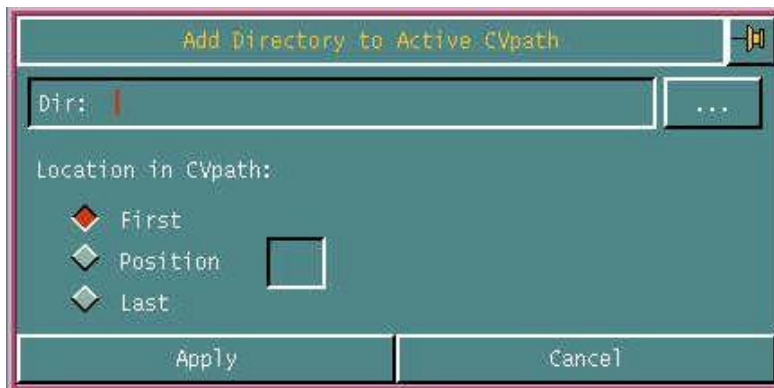 Add Directory to Active CVpath
Dir:
...
Location in CVpath:
First
Position
Last
Apply Cancel